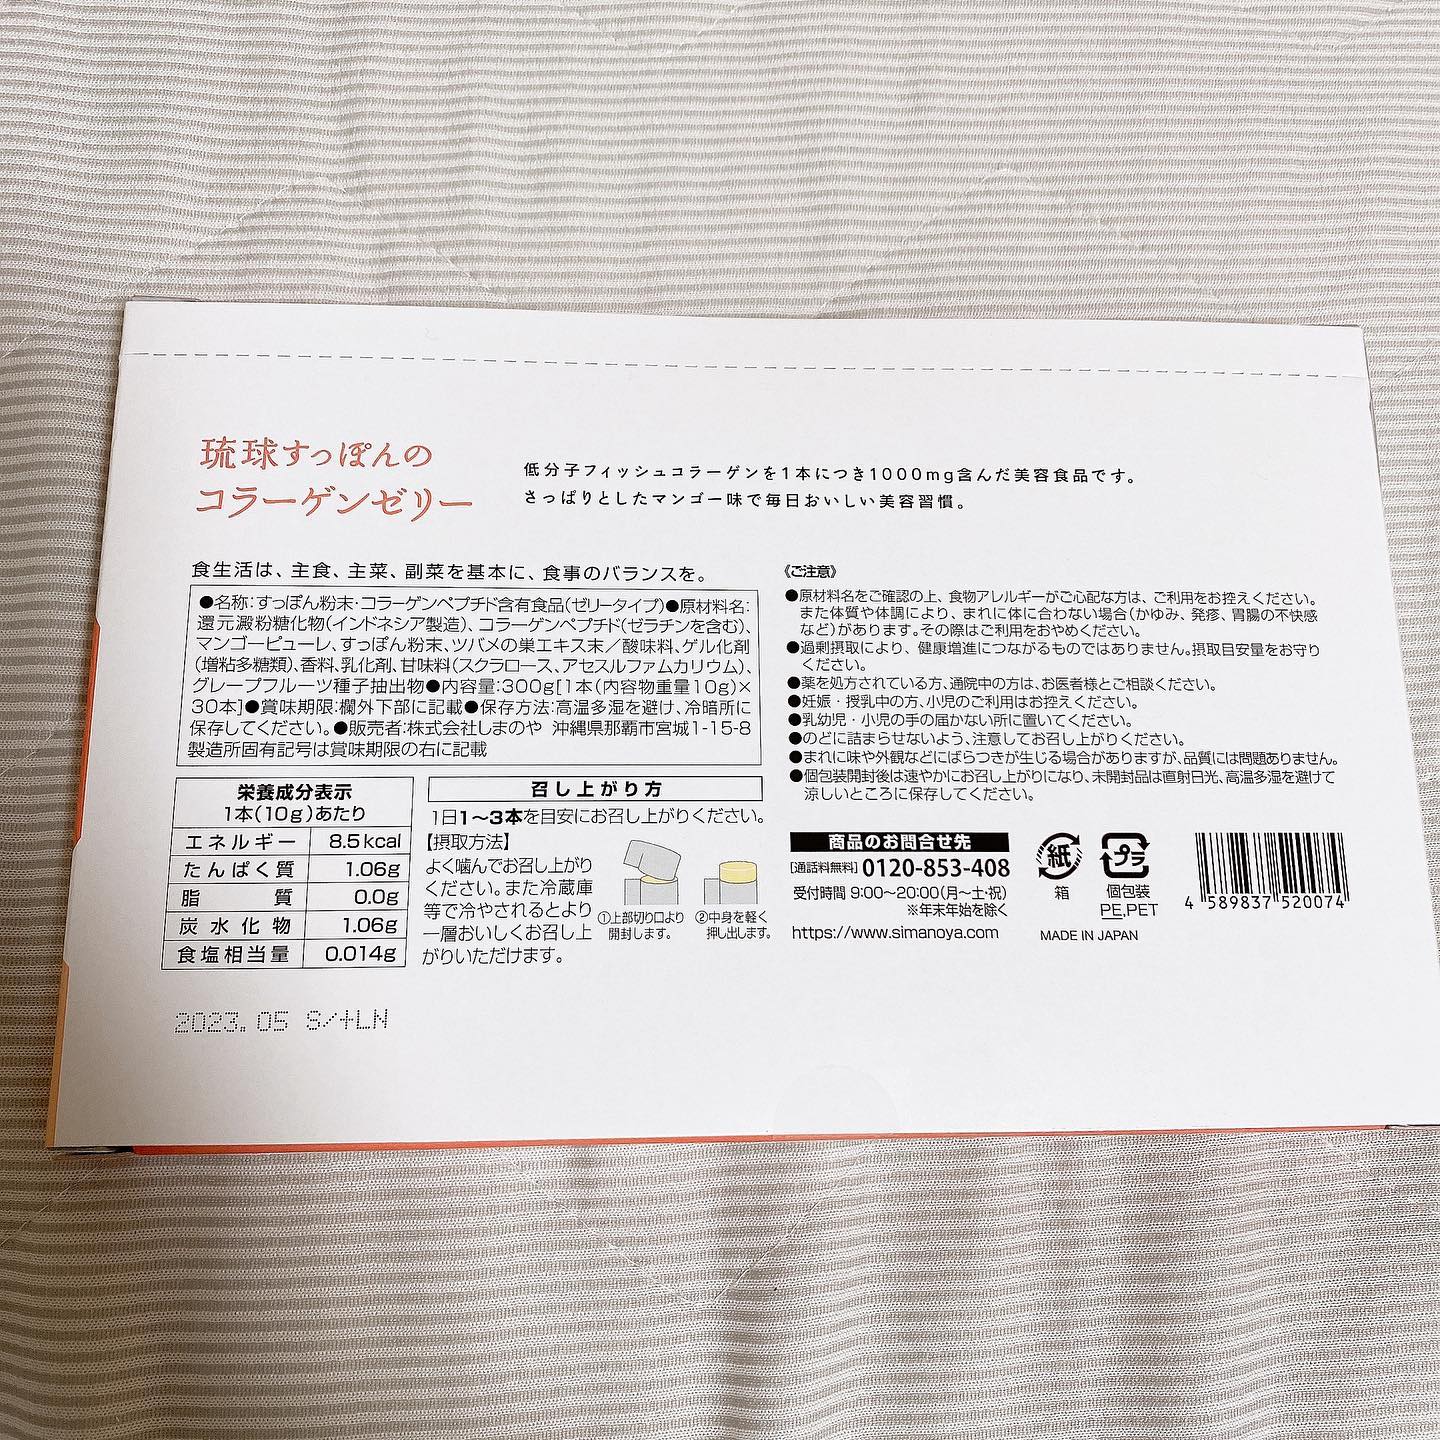 琉球すっぽんの
コラーゲンゼリー
低分子フィッシュコラーゲンを1本につき1000mg含んだ美容食品です。
さっぱりとしたマンゴー味で毎日おいしい美容習慣。
食生活は、主食、主菜、副菜を基本に、食事のバランスを。
●名称:すっぽん粉末・コラーゲンペプチド含有食品(ゼリータイプ)●原材料名:
還元澱粉糖化物(インドネシア製造)、コラーゲンペプチド(ゼラチンを含む)、
マンゴーピューレ、すっぽん粉末、ツバメの巣エキス末/酸味料、ゲル化剤
(増粘多糖類)、香料、乳化剤、甘味料(スクラロース、アセスルファムカリウム)、
グレープフルーツ種子抽出物●内容量:300g[1本(内容物重量10g)×
30本]●賞味期限:欄外下部に記載●保存方法:高温多湿を避け、冷暗所に
保存してください。●販売者:株式会社しまのや 沖縄県那覇市宮城1-15-8
製造所固有記号は賞味期限の右に記載
栄養成分表示
1本(10g)あたり
エネルギー 8.5kcal
たんぱく質 1.06g
脂質 0.0g
炭水化物 1.06g
食塩相当量 0.014g
召し上がり方
1日1〜3本を目安にお召し上がりください。
【摂取方法】
よく噛んでお召し上がり
ください。また冷蔵庫
等で冷やされるとより
一層おいしくお召し上
がりいただけます。
①上部切り口より
開封します。
②中身を軽く
押し出します。
《ご注意》
●原材料名をご確認の上、食物アレルギーがご心配な方は、ご利用をお控えください。
また体質や体調により、まれに体に合わない場合(かゆみ、発疹、胃腸の不快感
など)があります。その際はご利用をおやめください。
●過剰摂取により、健康増進につながるものではありません。摂取目安量をお守り
ください。
●薬を処方されている方、通院中の方は、お医者様とご相談ください。
●妊娠・授乳中の方、小児のご利用はお控えください。
●乳幼児・小児の手の届かない所に置いてください。
●のどに詰まらせないよう、注意してお召し上がりください。
●まれに味や外観などにばらつきが生じる場合がありますが、品質には問題ありません。
●個包装開封後は速やかにお召し上がりになり、未開封品は直射日光、高温多湿を避けて
涼しいところに保存してください。
商品のお問合せ先
[通話料無料]0120-853-408
受付時間 9:00〜20:00(月〜土・祝)
※年末年始を除く
https://www.simanoya.com
紙
箱
プラ
個包装
PE,PET
MADE IN JAPAN
4 589837 520074
2023.05 S/+LN